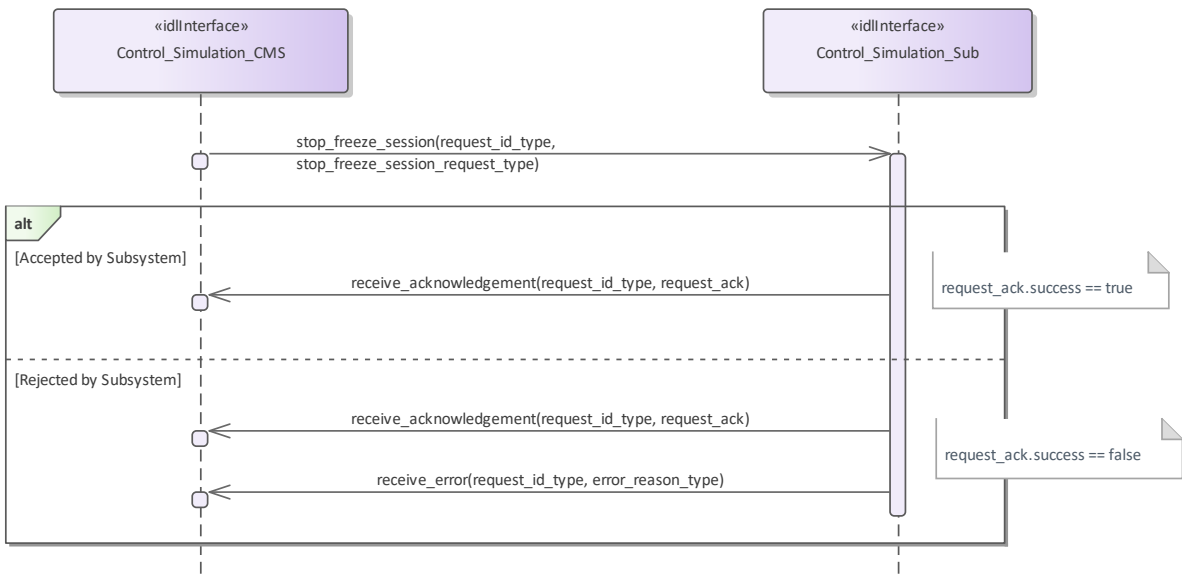 «idlInterface»
Control_Simulation_CMS
«idlInterface»
Control_Simulation_Sub
stop_freeze_session(request_id_type,
stop_freeze_session_request_type)
alt
[Accepted by Subsystem]
receive_acknowledgement(request_id_type, request_ack)
request_ack.success == true
[Rejected by Subsystem]
receive_acknowledgement(request_id_type, request_ack)
request_ack.success == false
receive_error(request_id_type, error_reason_type)